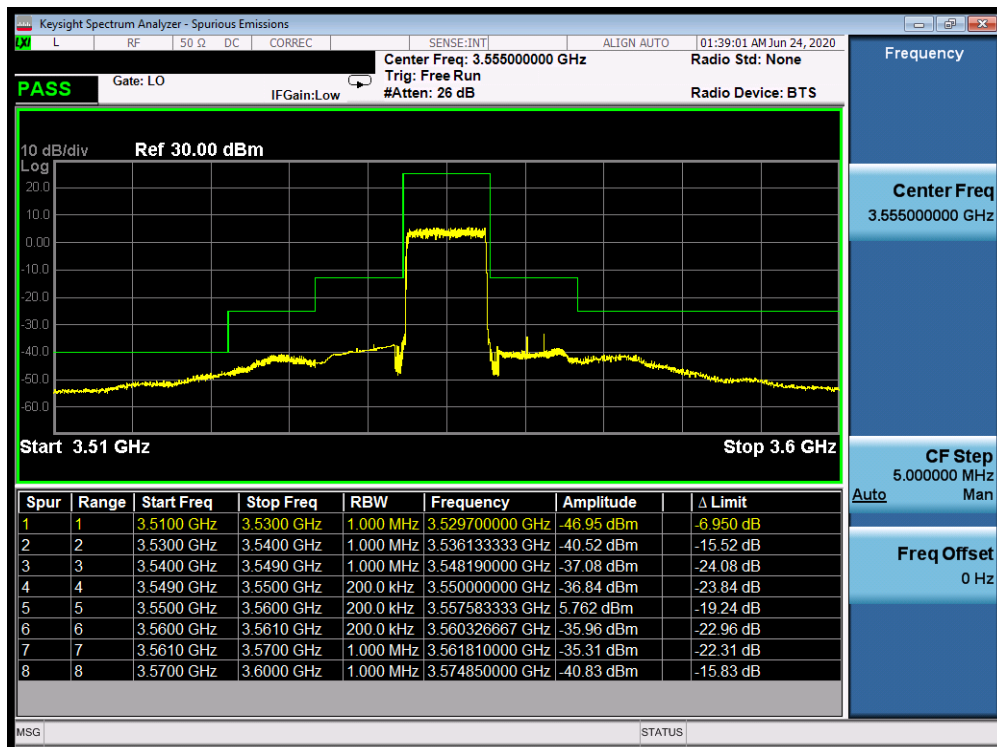 Keysight Spectrum Analyzer - Spurious Emissions
LXI L RF 50 Ω DC CORREC SENSE:INT ALIGN AUTO 01:39:01 AM Jun 24, 2020
Frequency
Center Freq: 3.555000000 GHz Radio Std: None
Trig: Free Run
PASS Gate: LO IFGain:Low #Atten: 26 dB Radio Device: BTS
10 dB/div Ref 30.00 dBm
Log
20.0
10.0
0.00
-10.0
-20.0
-30.0
-40.0
-50.0
-60.0
Start 3.51 GHz Stop 3.6 GHz
Center Freq
3.555000000 GHz
CF Step
5.000000 MHz
Auto Man
Freq Offset
0 Hz
Spur Range Start Freq Stop Freq RBW Frequency Amplitude Δ Limit
1 1 3.5100 GHz 3.5300 GHz 1.000 MHz 3.529700000 GHz -46.95 dBm -6.950 dB
2 2 3.5300 GHz 3.5400 GHz 1.000 MHz 3.536133333 GHz -40.52 dBm -15.52 dB
3 3 3.5400 GHz 3.5490 GHz 1.000 MHz 3.548190000 GHz -37.08 dBm -24.08 dB
4 4 3.5490 GHz 3.5500 GHz 200.0 kHz 3.550000000 GHz -36.84 dBm -23.84 dB
5 5 3.5500 GHz 3.5600 GHz 200.0 kHz 3.557583333 GHz 5.762 dBm -19.24 dB
6 6 3.5600 GHz 3.5610 GHz 200.0 kHz 3.560326667 GHz -35.96 dBm -22.96 dB
7 7 3.5610 GHz 3.5700 GHz 1.000 MHz 3.561810000 GHz -35.31 dBm -22.31 dB
8 8 3.5700 GHz 3.6000 GHz 1.000 MHz 3.574850000 GHz -40.83 dBm -15.83 dB
MSG STATUS